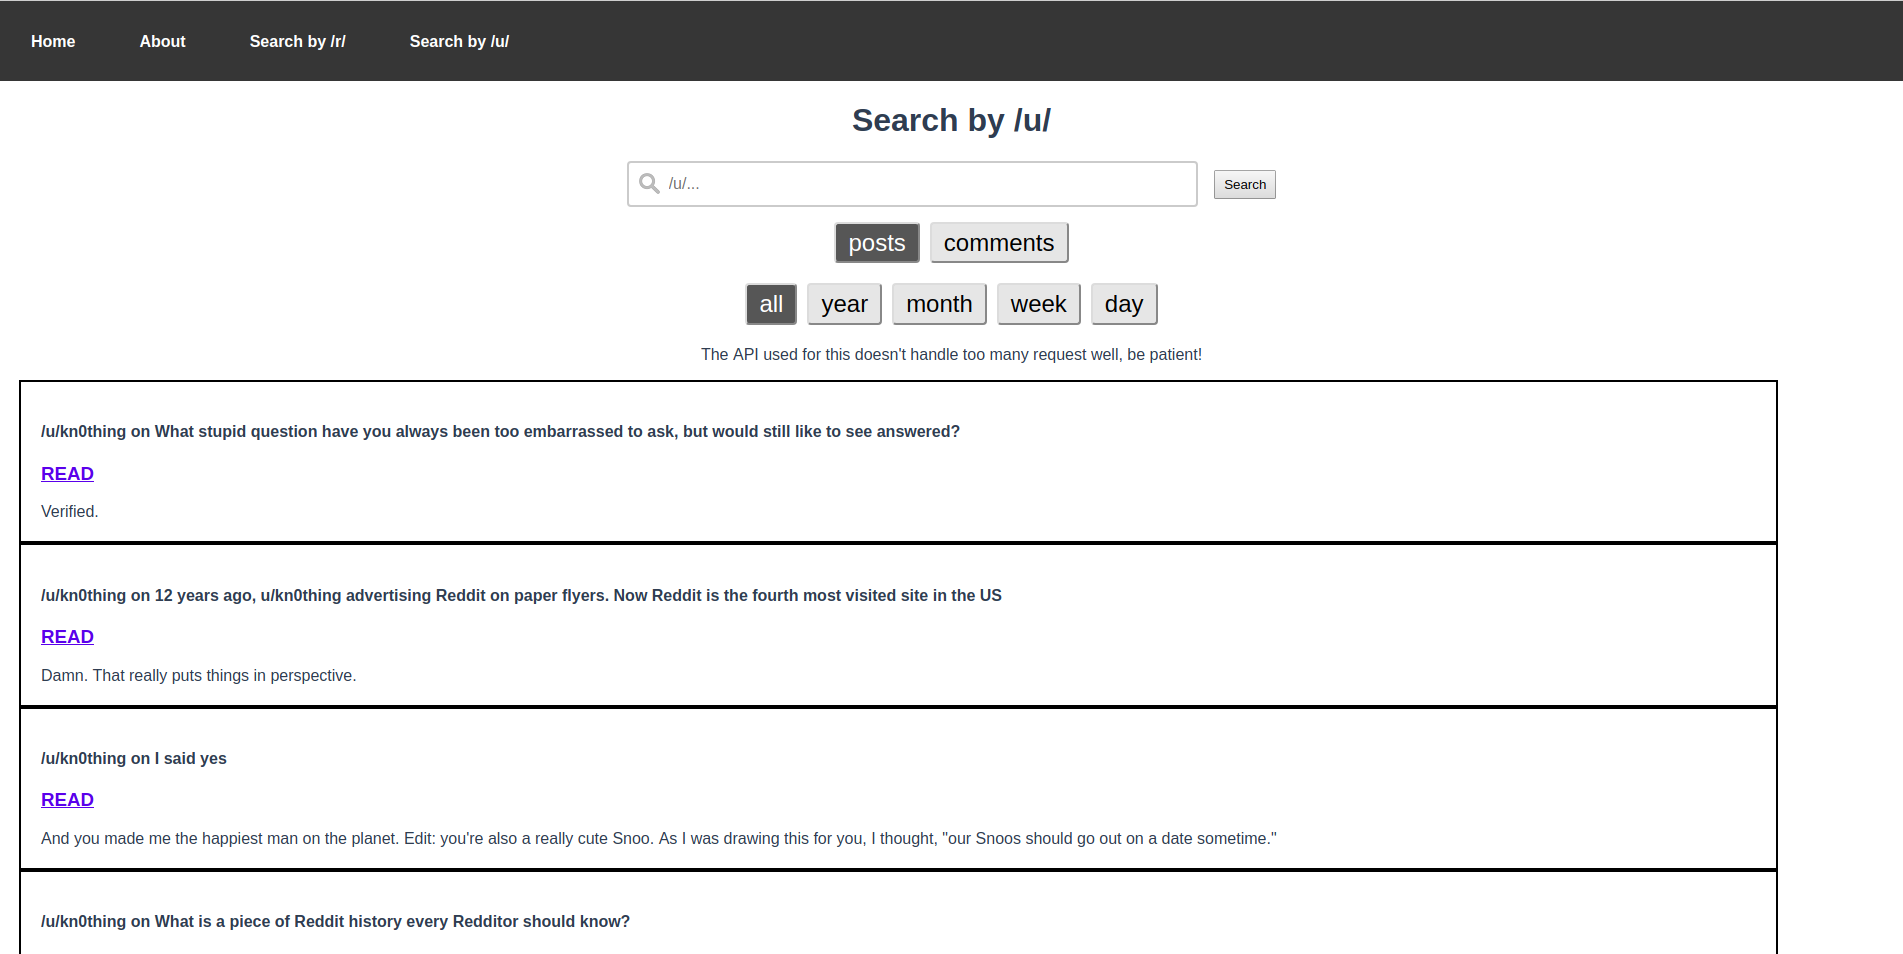 Home About Search by /r/ Search by /u/
Search by /u/
/u/... Search
posts comments
all year month week day
The API used for this doesn't handle too many request well, be patient!
/u/kn0thing on What stupid question have you always been too embarrassed to ask, but would still like to see answered?
READ
Verified.
/u/kn0thing on 12 years ago, u/kn0thing advertising Reddit on paper flyers. Now Reddit is the fourth most visited site in the US
READ
Damn. That really puts things in perspective.
/u/kn0thing on I said yes
READ
And you made me the happiest man on the planet. Edit: you're also a really cute Snoo. As I was drawing this for you, I thought, "our Snoos should go out on a date sometime."
/u/kn0thing on What is a piece of Reddit history every Redditor should know?